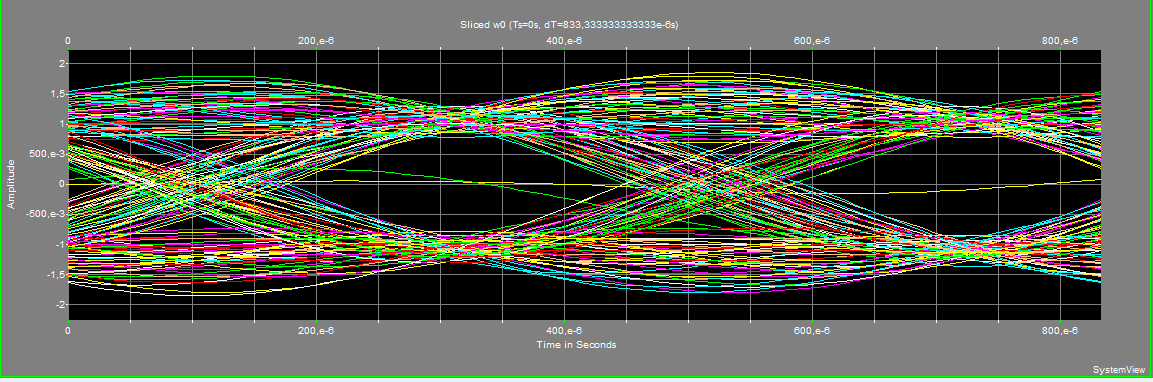 Sliced w0 (Ts=0s, dT=833,333333333333e-6s)
0 200,e-6 400,e-6 600,e-6 800,e-6
2
1,5
1
500,e-3
0
-500,e-3
-1
-1,5
-2
Amplitude
0 200,e-6 400,e-6 600,e-6 800,e-6
Time in Seconds
SystemView